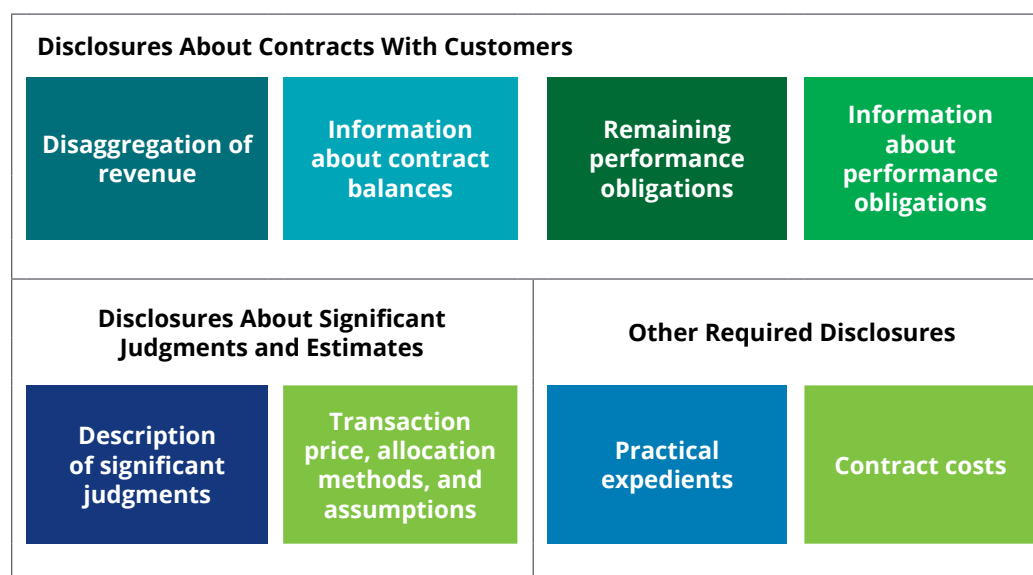 Disclosures About Contracts With Customers
Disaggregation of
revenue
Information
about contract
balances
Remaining
performance
obligations
Information
about
performance
obligations
Disclosures About Significant
Judgments and Estimates
Description
of significant
judgments
Transaction
price, allocation
methods, and
assumptions
Other Required Disclosures
Practical
expedients
Contract costs